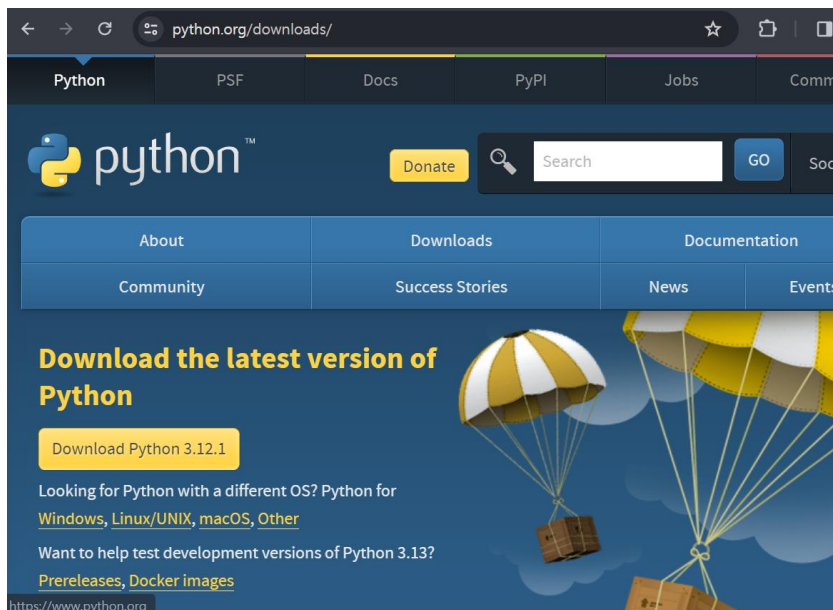 python.org/downloads/
Python PSF Docs PyPI Jobs
python™
Donate Search GO
About Downloads Documentation
Community Success Stories News Events
Download the latest version of
Python
Download Python 3.12.1
Looking for Python with a different OS? Python for
Windows, Linux/UNIX, macOS, Other
Want to help test development versions of Python 3.13?
Prereleases, Docker images
https://www.python.org